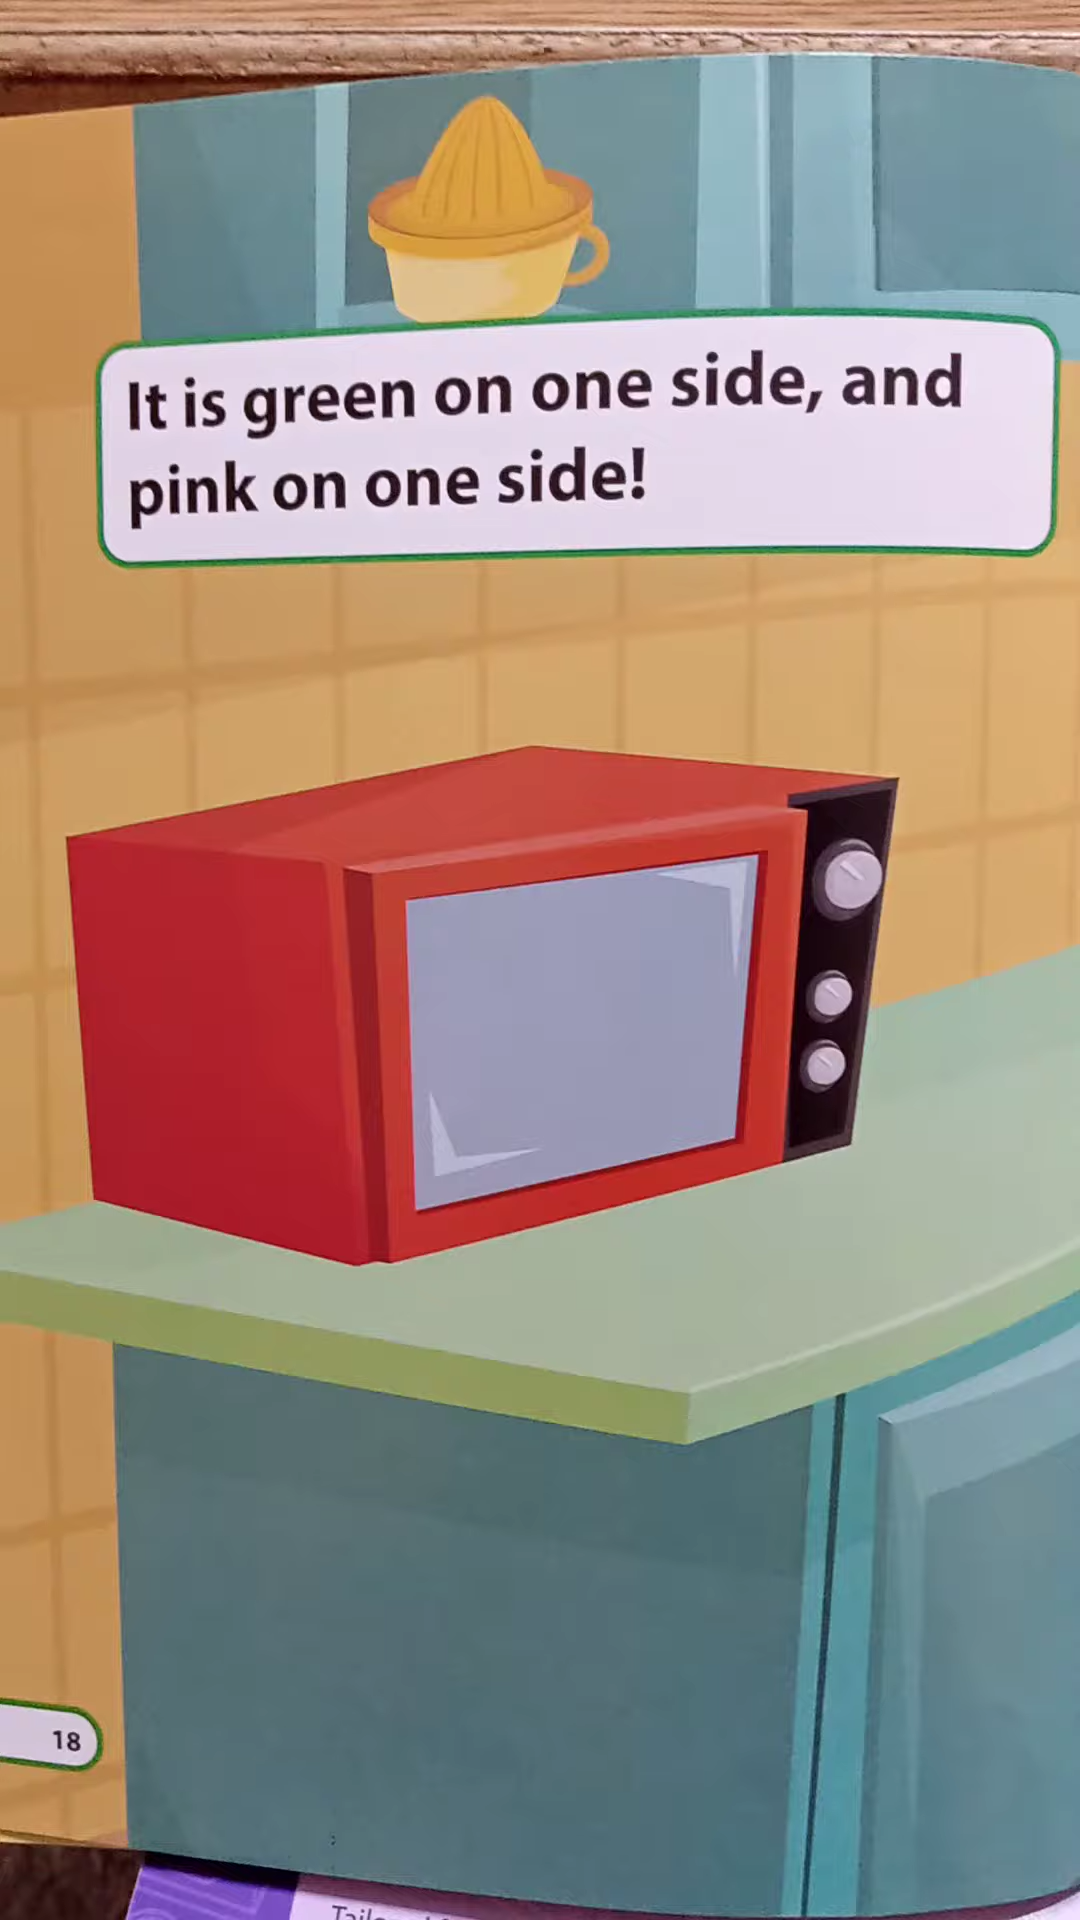 It is green on one side, and
pink on one side!
18